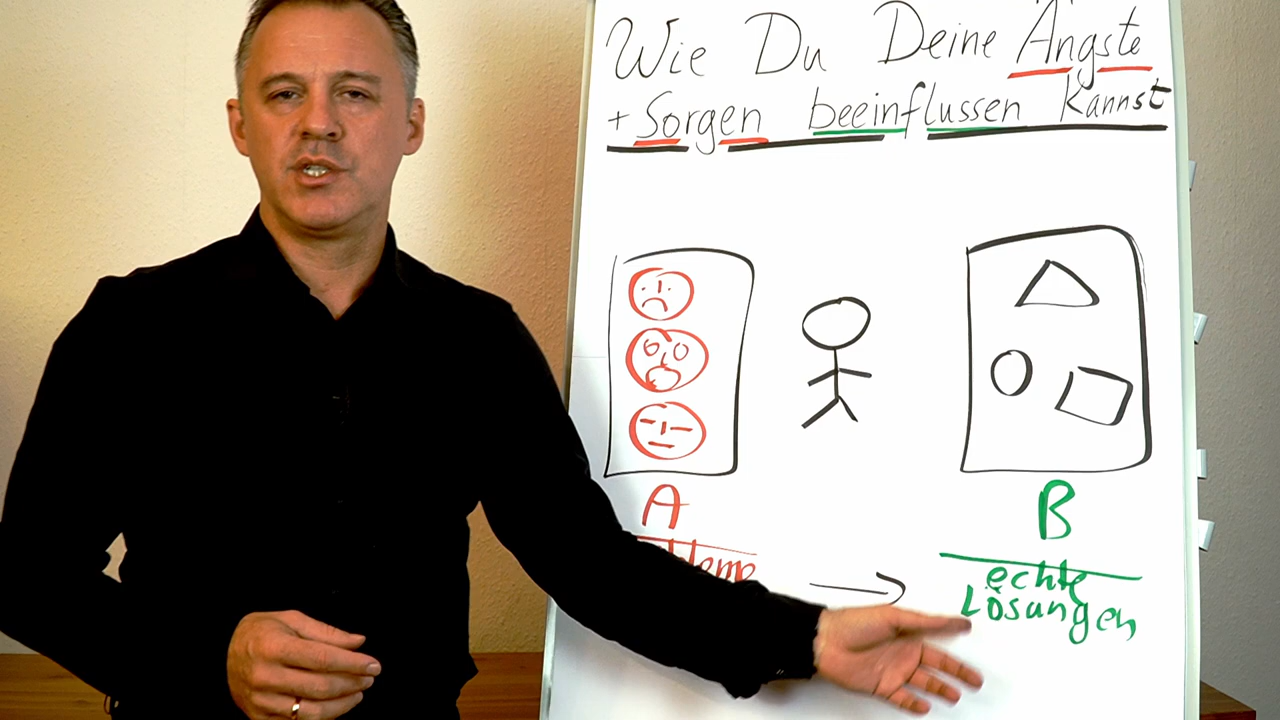 Wie Du Deine Ängste
+ Sorgen beeinflussen kannst
A
B
echte
Lösungen